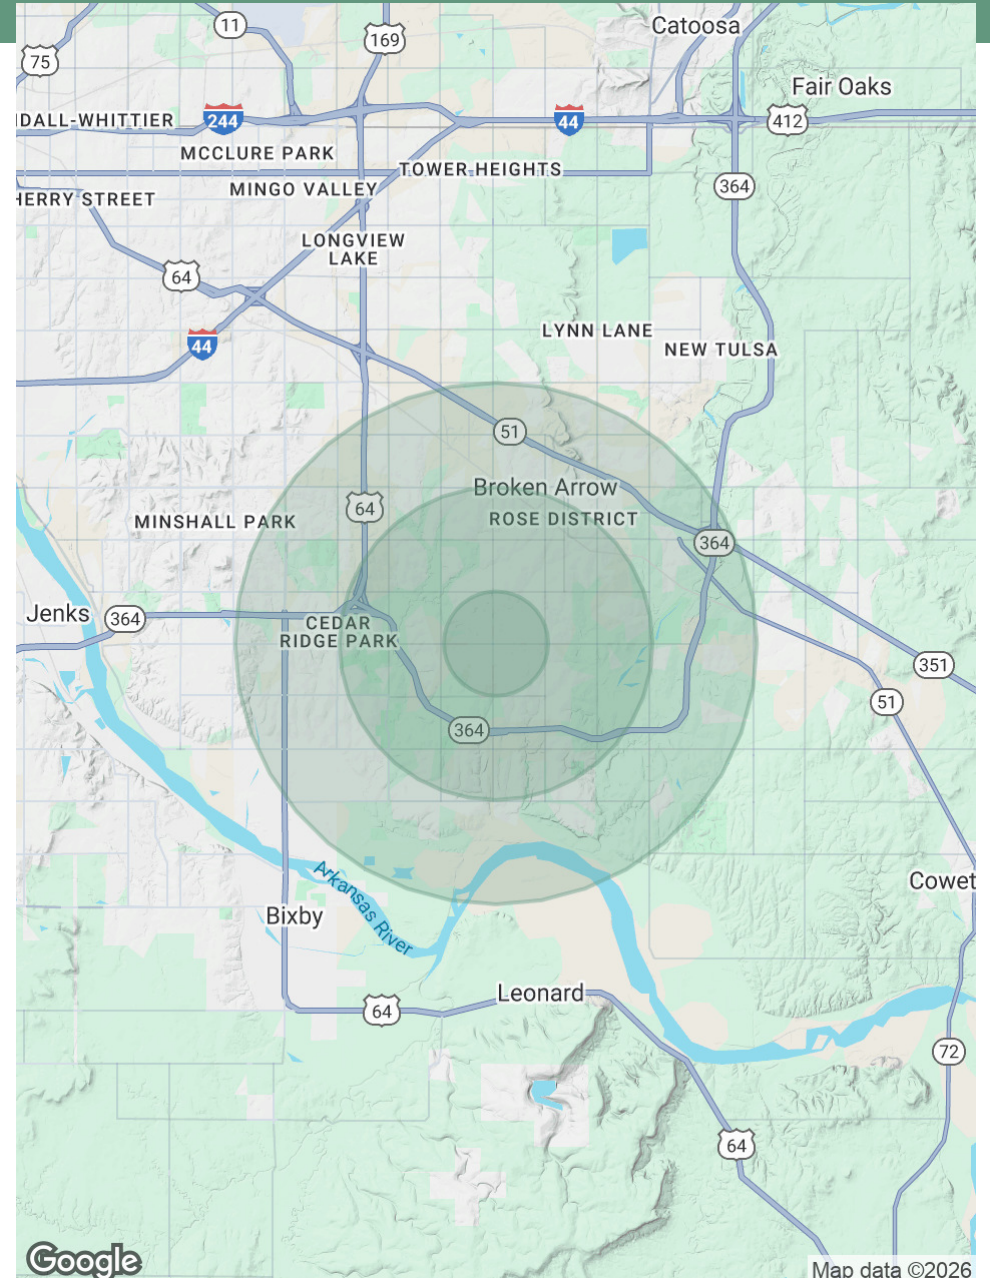 11
Catoosa
169
75
Fair Oaks
DALL-WHITTIER
244
44
412
MCCLURE PARK
TOWER HEIGHTS
364
MINGO VALLEY
HERRY STREET
LONGVIEW
LAKE
64
LYNN LANE
44
NEW TULSA
51
Broken Arrow
64
ROSE DISTRICT
MINSHALL PARK
364
Jenks
364
CEDAR
RIDGE PARK
351
51
364
Arkansas River
Cowet
Bixby
Leonard
64
72
64
Google
Map data ©2026